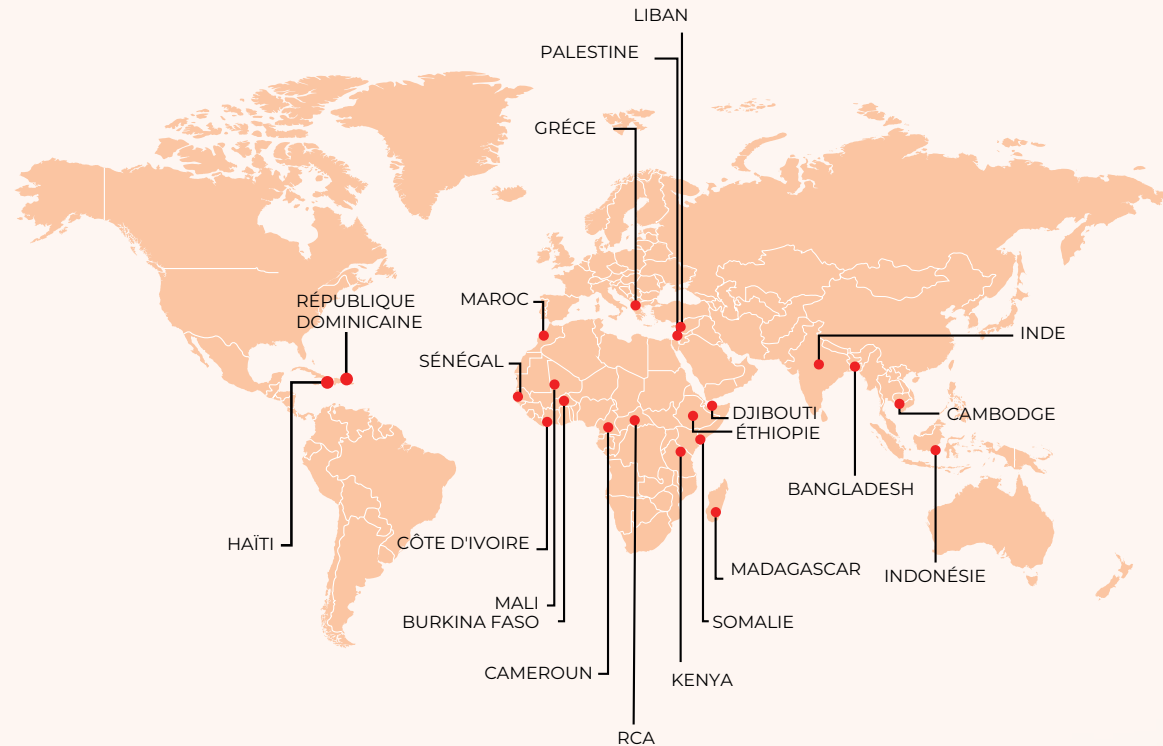 LIBAN
PALESTINE
GRÉCE
MAROC
RÉPUBLIQUE
DOMINICAINE
INDE
SÉNÉGAL
DJIBOUTI
CAMBODGE
ÉTHIOPIE
BANGLADESH
HAÏTI
CÔTE D'IVOIRE
MADAGASCAR
INDONÉSIE
MALI
BURKINA FASO
SOMALIE
CAMEROUN
KENYA
RCA